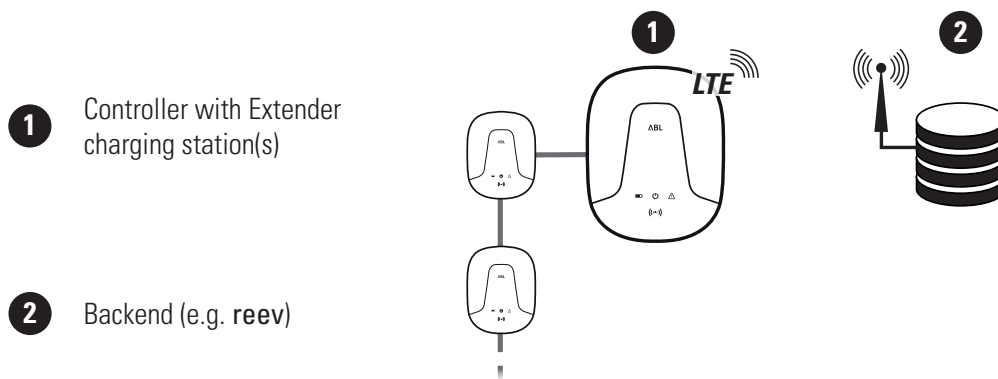 1
2
LTE
1
Controller with Extender
charging station(s)
ABL
ABL
ABL
2
Backend (e.g. reev)